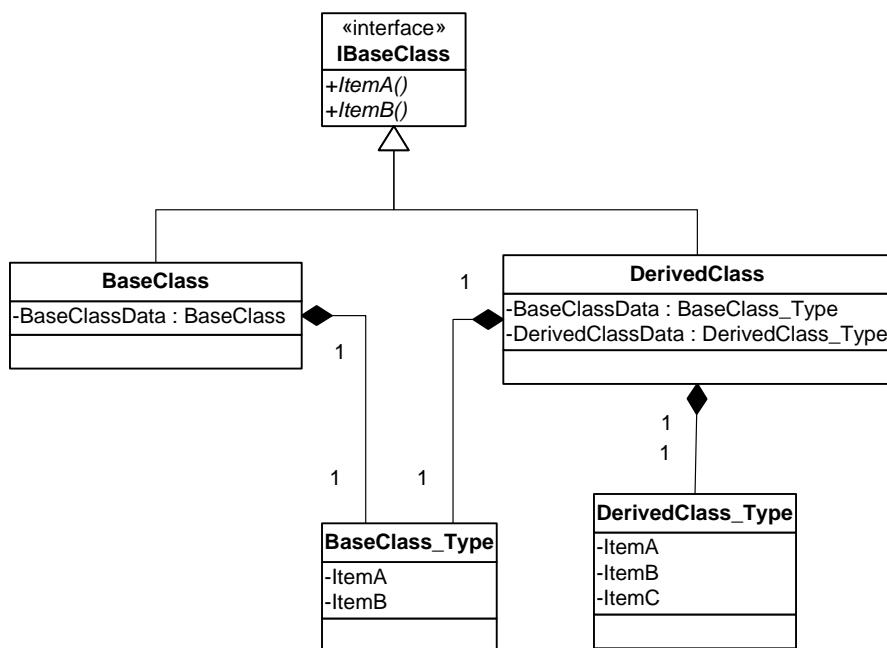 «interface»
IBaseClass
+ItemA()
+ItemB()
BaseClass
-BaseClassData : BaseClass
DerivedClass
-BaseClassData : BaseClass_Type
-DerivedClassData : DerivedClass_Type
1
1
1
1
1
1
BaseClass_Type
-ItemA
-ItemB
DerivedClass_Type
-ItemA
-ItemB
-ItemC